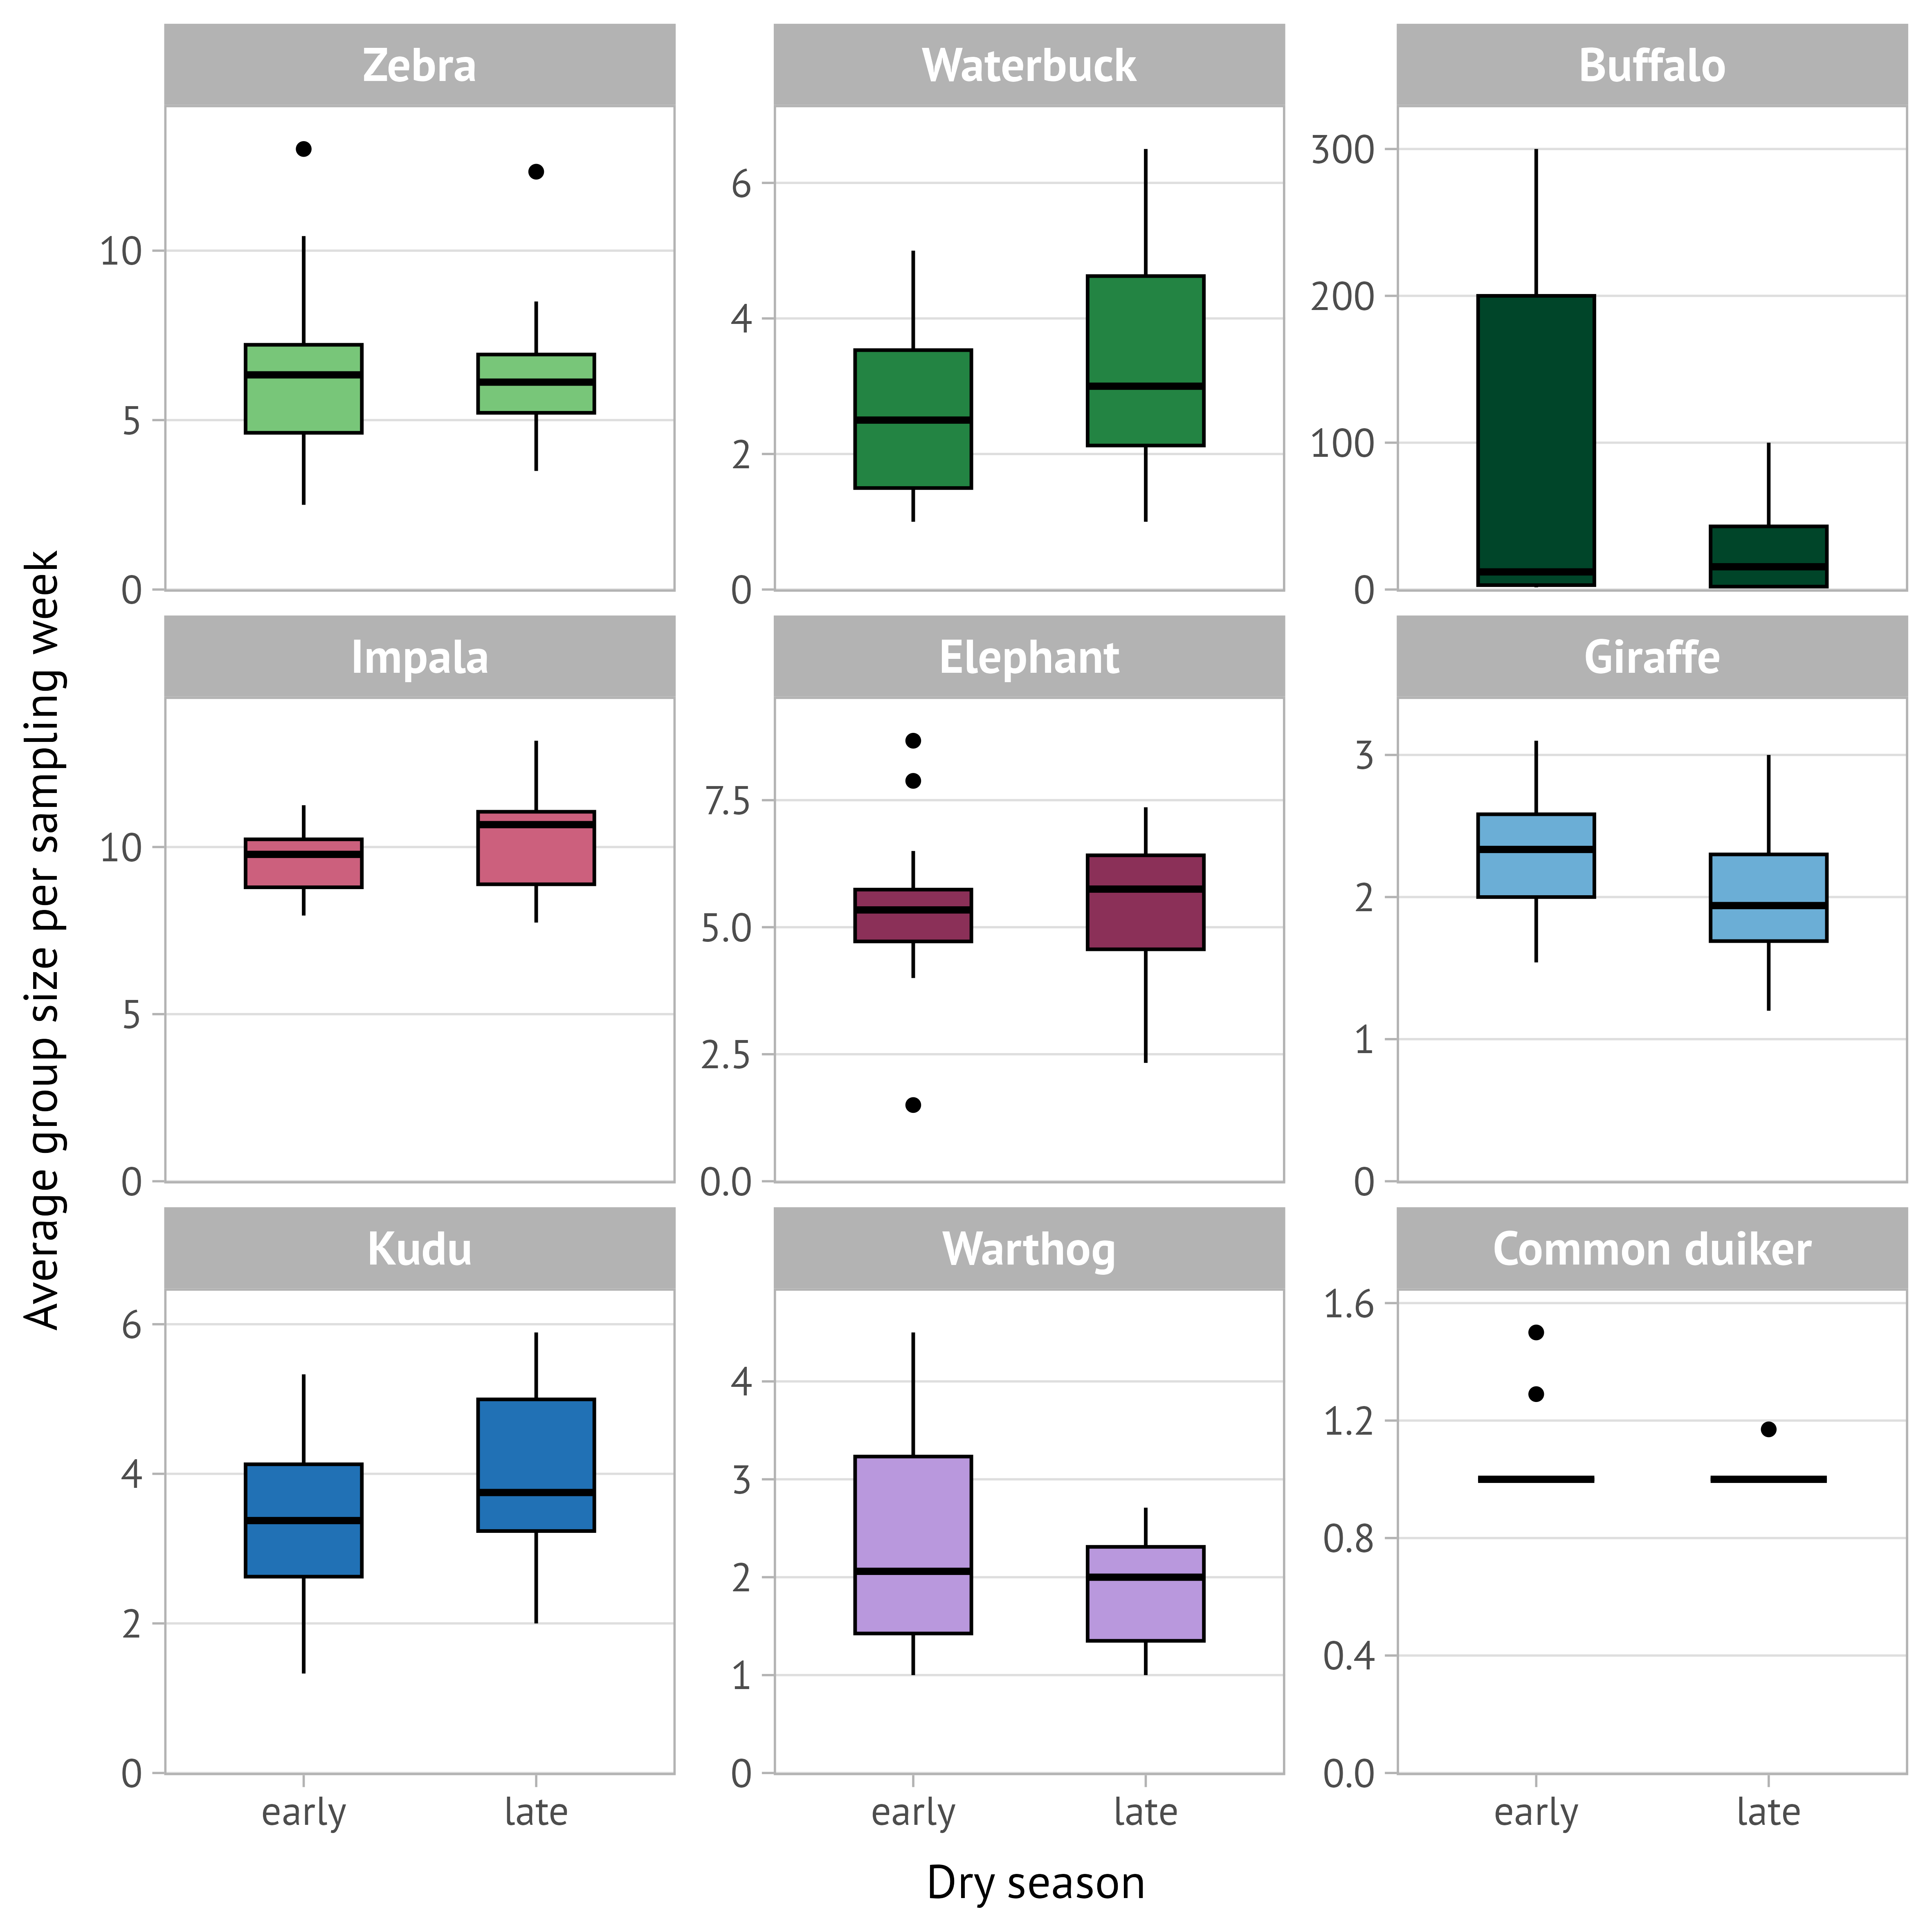 Zebra
Waterbuck
Buffalo
10
5
0
6
4
2
0
300
200
100
0
Average group size per sampling week
Impala
Elephant
Giraffe
10
5
0
7.5
5.0
2.5
0.0
3
2
1
0
Kudu
Warthog
Common duiker
6
4
2
0
4
3
2
1
0
1.6
1.2
0.8
0.4
0.0
early late
early late
early late
Dry season